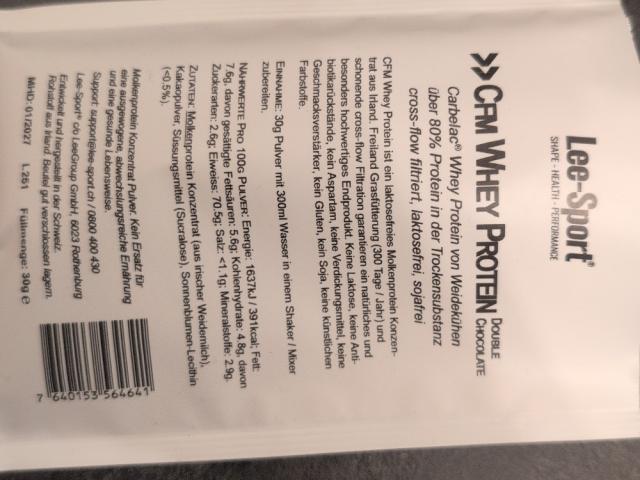 Lee-Sport®
SHAPE - HEALTH - PERFORMANCE
CFM WHEY PROTEIN DOUBLE CHOCOLATE
Carbelac® Whey Protein von Weidekühen
über 80% Protein in der Trockensubstanz
cross-flow filtriert, laktosefrei, sojafrei
CFM Whey Protein ist ein laktosefreies Molkenprotein Konzen-
trat aus Irland. Freiland Grasfütterung (300 Tage / Jahr) und
schonende cross-flow Filtration garantieren ein natürliches und
besonders hochwertiges Endprodukt. Keine Laktose, keine Anti-
biotikarückstände, kein Aspartam, keine Verdickungsmittel, keine
Geschmacksverstärker, kein Gluten, kein Soja, keine künstlichen
Farbstoffe.
EINNAHME: 30g Pulver mit 300ml Wasser in einem Shaker / Mixer
zubereiten.
NÄHRWERTE PRO 100G PULVER: Energie: 1637kJ / 391kcal; Fett:
7.6g, davon gesättigte Fettsäuren: 5.6g, Kohlenhydrate: 4.8g, davon
Zuckerarten: 2.6g; Eiweiss: 70.5g; Salz: <1.1g; Mineralstoffe: 2.9g.
ZUTATEN: Molkenprotein Konzentrat (aus irischer Weidemilch),
Kakaopulver, Süssungsmittel (Sucralose), Sonnenblumen-Lecithin
(<0.5%).
Molkenprotein Konzentrat Pulver. Kein Ersatz für
eine ausgewogene, abwechslungsreiche Ernährung
und eine gesunde Lebensweise.
Support: support@lee-sport.ch / 0800 400 430
Lee-Sport® c/o LeeGroup GmbH, 6023 Rothenburg
Entwickelt und hergestellt in der Schweiz.
Rohstoff aus Irland. Beutel gut verschlossen lagern.
MHD: 01/2027 L.251 Füllmenge: 30g e
7 640153 564641